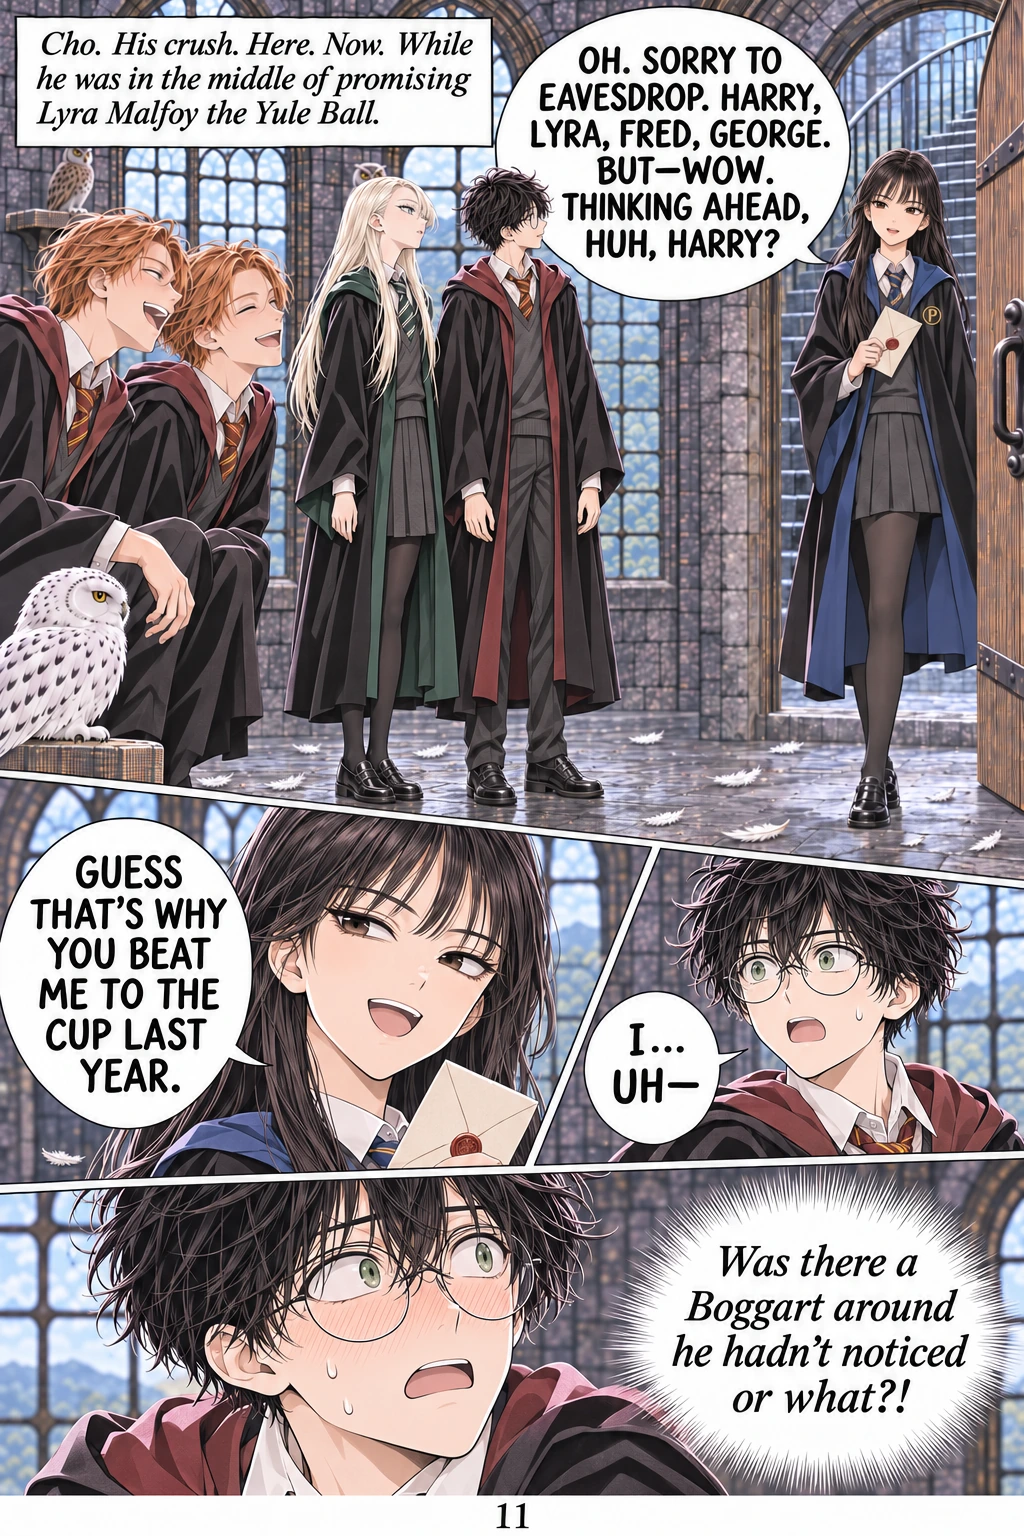 Cho. His crush. Here. Now. While
he was in the middle of promising
Lyra Malfoy the Yule Ball.
OH. SORRY TO
EAVESDROP. HARRY,
LYRA, FRED, GEORGE.
BUT—WOW.
THINKING AHEAD,
HUH, HARRY?
P
GUESS
THAT'S WHY
YOU BEAT
ME TO THE
CUP LAST
YEAR.
I...
UH—
Was there a
Boggart around
he hadn't noticed
or what?!
11